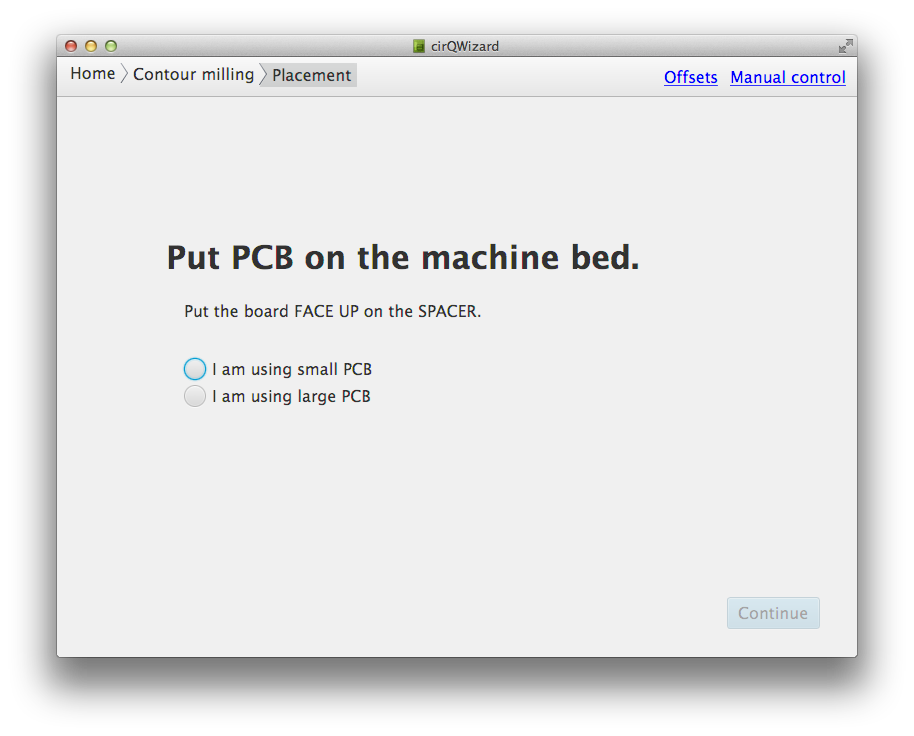 cirQWizard
Home Contour milling Placement Offsets Manual control
Put PCB on the machine bed.
Put the board FACE UP on the SPACER.
I am using small PCB
I am using large PCB
Continue